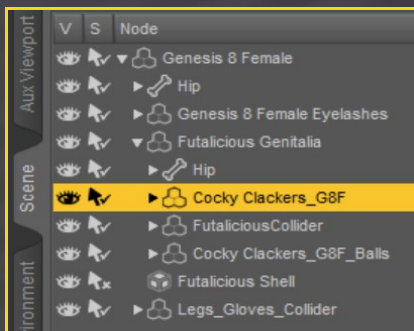 Aux Viewport
Scene
ironment
V S Node
Genesis 8 Female
Hip
Genesis 8 Female Eyelashes
Futalicious Genitalia
Hip
Cocky Clackers_G8F
FutaliciousCollider
Cocky Clackers_G8F_Balls
Futalicious Shell
Legs_Gloves_Collider